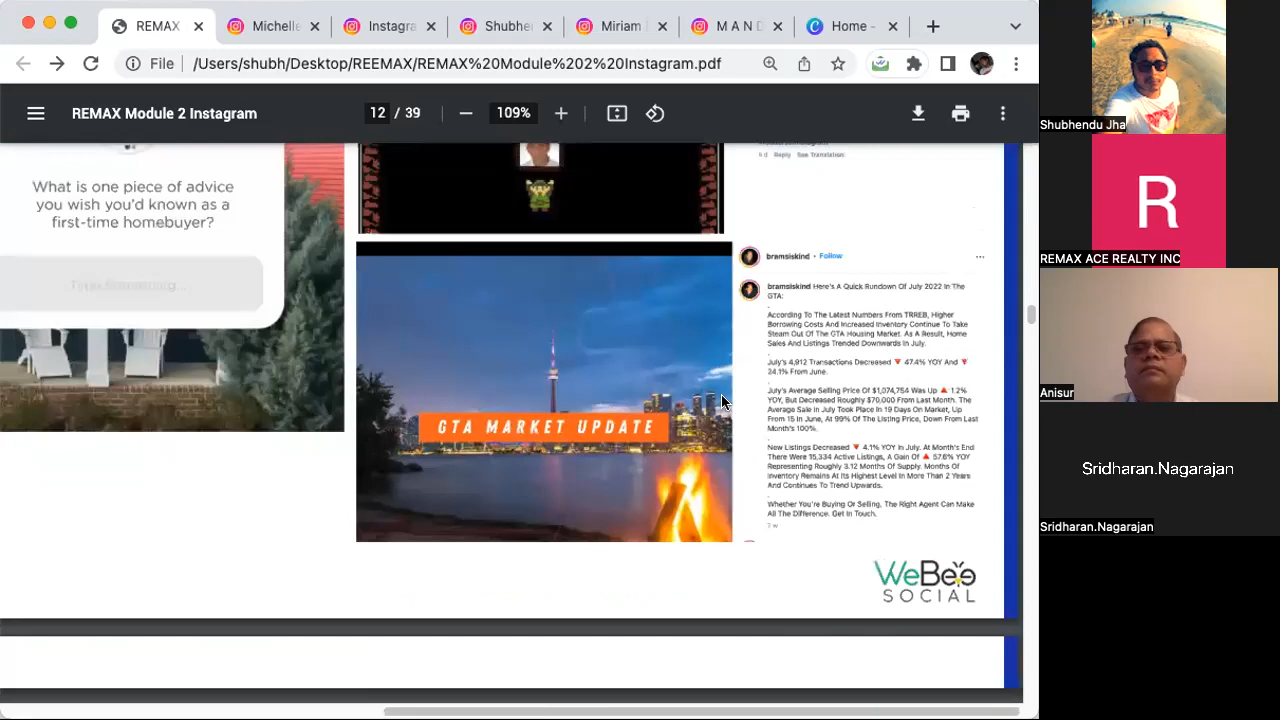 REMAX
Michelle
Instagra
Shubhe
Miriam
M A N D
Home -
File
/Users/shubh/Desktop/REEMAX/REMAX%20Module%202%20Instagram.pdf
REMAX Module 2 Instagram
12 / 39
109%
6 d Reply See Translation
What is one piece of advice
you wish you'd known as a
first-time homebuyer?
Type something...
GTA MARKET UPDATE
bramsiskind • Follow
bramsiskind Here's A Quick Rundown Of July 2022 In The
GTA:
According To The Latest Numbers From TRREB, Higher
Borrowing Costs And Increased Inventory Continue To Take
Steam Out Of The GTA Housing Market. As A Result, Home
Sales And Listings Trended Downwards In July.
July's 4,912 Transactions Decreased 🔻 47.4% YOY And 🔻
24.1% From June.
July's Average Selling Price Of $1,074,754 Was Up 🔺 1.2%
YOY, But Decreased Roughly $70,000 From Last Month. The
Average Sale In July Took Place In 19 Days On Market, Up
From 15 In June, At 99% Of The Listing Price, Down From Last
Month's 100%.
New Listings Decreased 🔻 4.1% YOY In July. At Month's End
There Were 15,334 Active Listings, A Gain Of 🔺 57.6% YOY
Representing Roughly 3.12 Months Of Supply. Months Of
Inventory Remains At Its Highest Level In More Than 2 Years
And Continues To Trend Upwards.
Whether You're Buying Or Selling, The Right Agent Can Make
All The Difference. Get In Touch.
7 w
WeBee
SOCIAL
Shubhendu Jha
R
REMAX ACE REALTY INC
Anisur
Sridharan.Nagarajan
Sridharan.Nagarajan